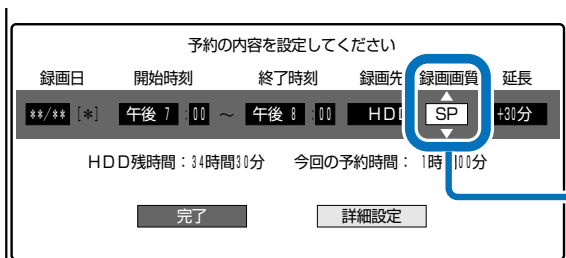 予約の内容を設定してください
録画日 開始時刻 終了時刻 録画先 録画画質 延長
**/** [*] 午後 7:00 ~ 午後 8:00 HDD SP +30分
HDD残時間:34時間30分 今回の予約時間: 1時間00分
完了 詳細設定